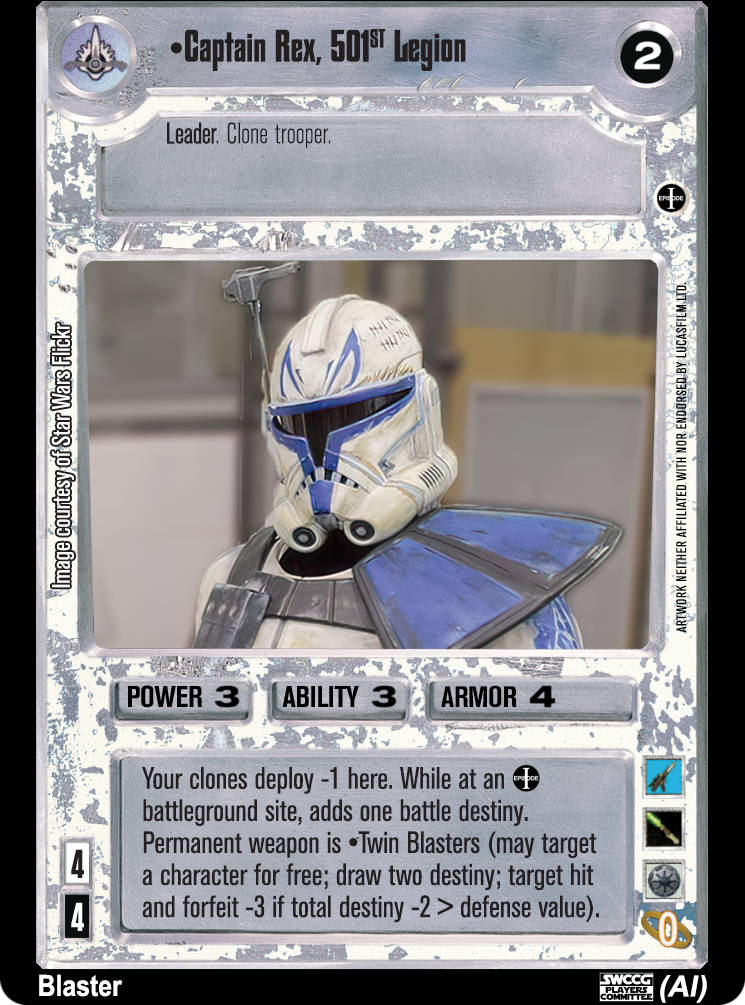 •Captain Rex, 501ST Legion
2
Leader. Clone trooper.
EPISODE I
Image courtesy of Star Wars Flickr
ARTWORK NEITHER AFFILIATED WITH NOR ENDORSED BY LUCASFILM LTD.
POWER 3
ABILITY 3
ARMOR 4
Your clones deploy -1 here. While at an EPISODE I
battleground site, adds one battle destiny.
Permanent weapon is •Twin Blasters (may target
a character for free; draw two destiny; target hit
and forfeit -3 if total destiny -2 > defense value).
4
4
0
Blaster
SWCCG
PLAYERS
COMMITTEE
(AI)